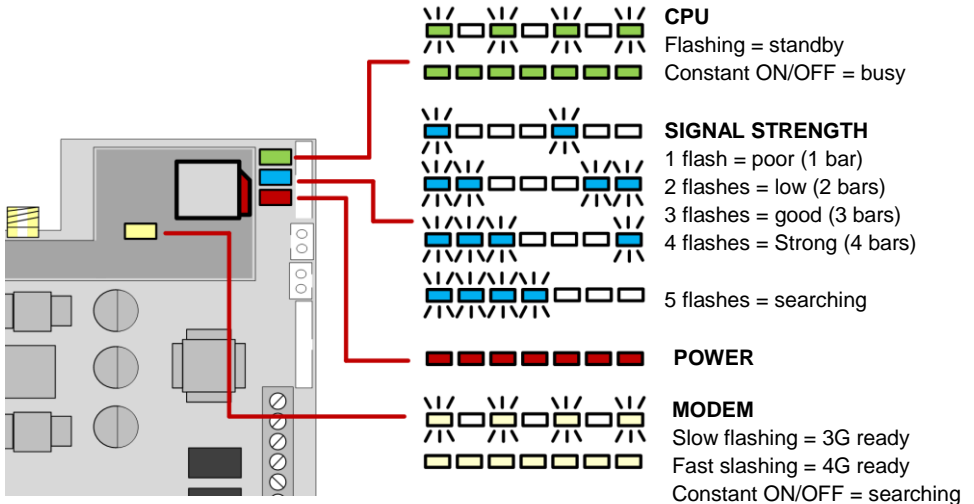 CPU
Flashing = standby
Constant ON/OFF = busy
SIGNAL STRENGTH
1 flash = poor (1 bar)
2 flashes = low (2 bars)
3 flashes = good (3 bars)
4 flashes = Strong (4 bars)
5 flashes = searching
POWER
MODEM
Slow flashing = 3G ready
Fast slashing = 4G ready
Constant ON/OFF = searching